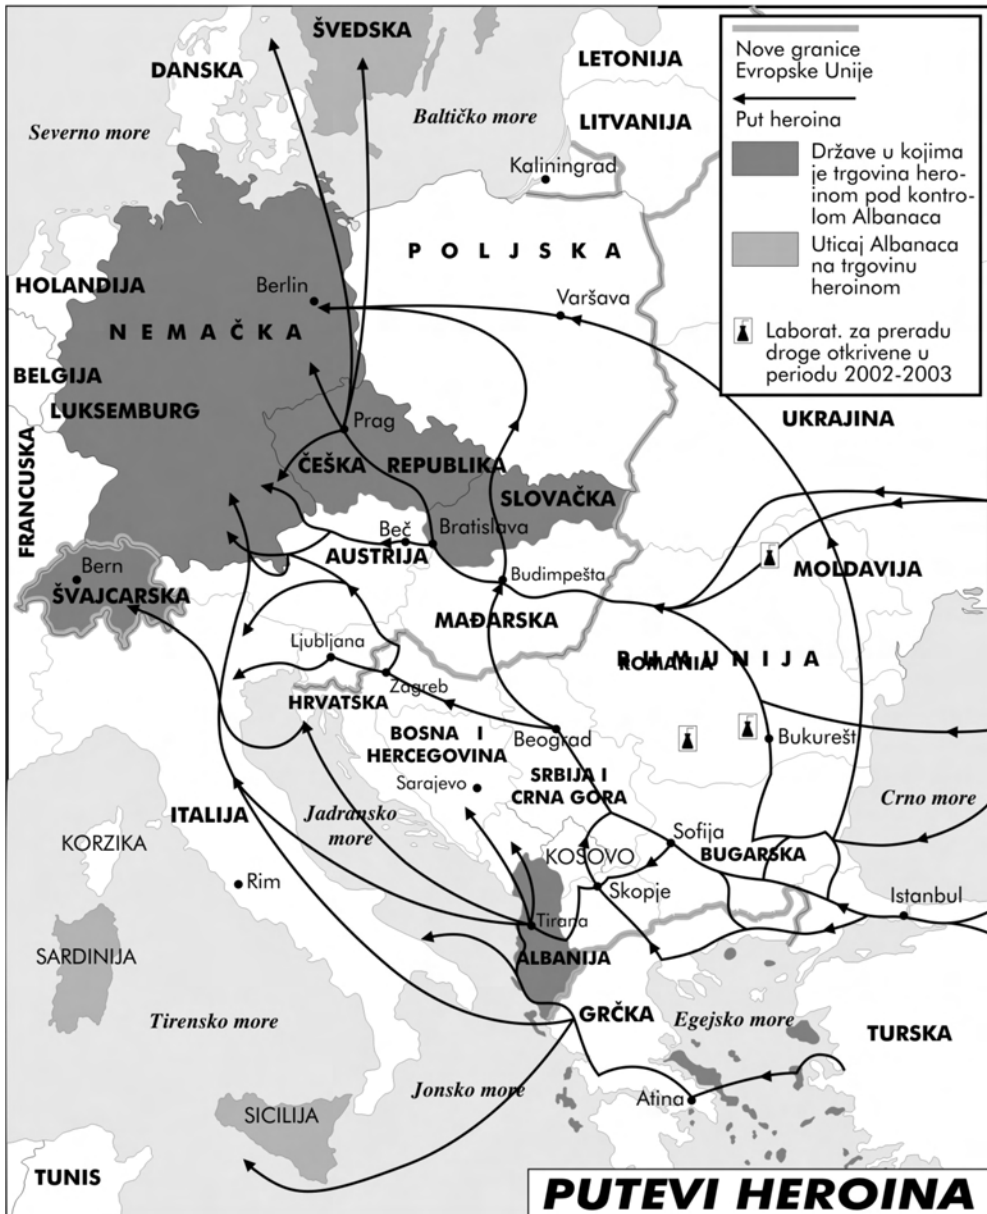 ŠVEDSKA
DANSKA
LETONIJA
Severno more
Baltičko more
LITVANIJA
Kaliningrad
Nove granice
Evropske Unije
Put heroina
Države u kojima
je trgovina hero-
inom pod kontro-
lom Albanaca
Uticaj Albanaca
na trgovinu
heroinom
Laborat. za preradu
droge otkrivene u
periodu 2002-2003
POLJSKA
HOLANDIJA
Berlin
Varšava
NEMAČKA
BELGIJA
LUKSEMBURG
FRANCUSKA
Prag
UKRAJINA
ČEŠKA REPUBLIKA
SLOVAČKA
Beč
Bratislava
AUSTRIJA
Bern
ŠVAJCARSKA
Budimpešta
MOLDAVIJA
MAĐARSKA
Ljubljana
RUMUNIJA
ROMANIA
Zagreb
HRVATSKA
BOSNA I
HERCEGOVINA
Beograd
Bukurešt
Sarajevo
SRBIJA I
CRNA GORA
ITALIJA
Jadransko
more
Crno more
KORZIKA
KOSOVO
Sofija
BUGARSKA
Rim
Skopje
Istanbul
Tirana
SARDINIJA
ALBANIJA
Tirensko more
GRČKA
Egejsko more
TURSKA
Jonsko more
Atina
SICILIJA
TUNIS
PUTEVI HEROINA